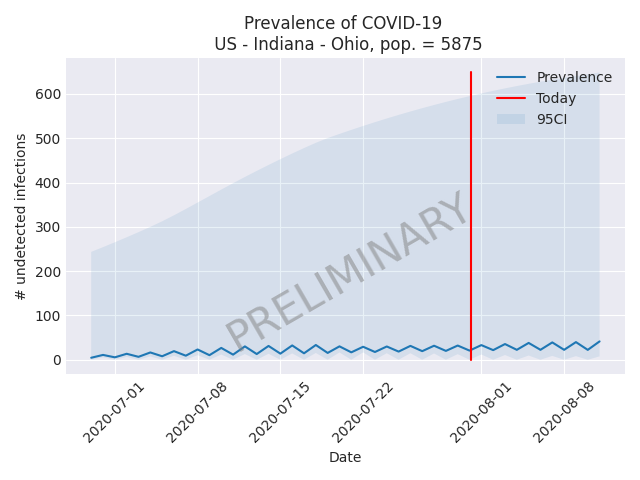 Prevalence of COVID-19
US - Indiana - Ohio, pop. = 5875
Prevalence
Today
95CI
600
500
400
300
200
100
0
# undetected infections
PRELIMINARY
2020-07-01
2020-07-08
2020-07-15
2020-07-22
2020-08-01
2020-08-08
Date